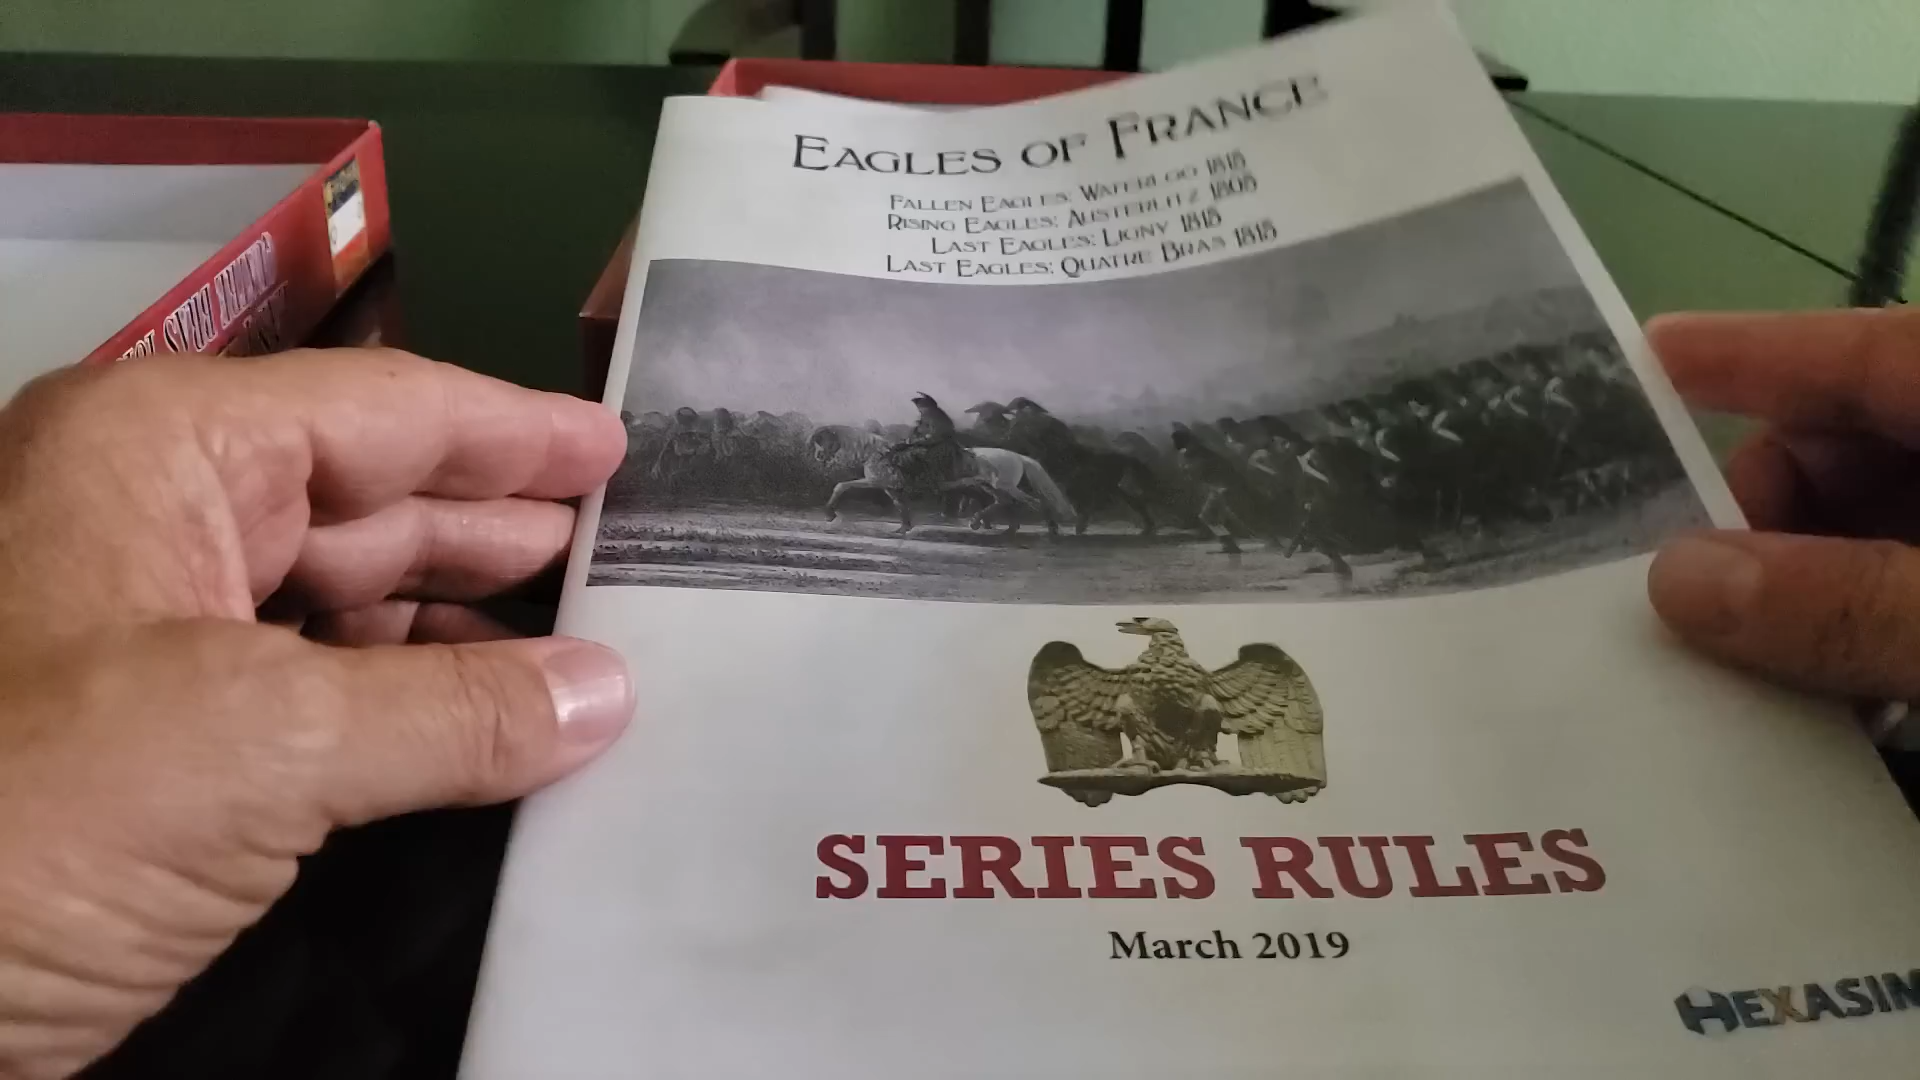 EAGLES OF FRANCE
FALLEN EAGLES: WATERLOO 1815
RISING EAGLES: AUSTERLITZ 1805
LAST EAGLES: LIGNY 1815
LAST EAGLES: QUATRE BRAS 1815
SERIES RULES
March 2019
HEXASIM
BRAS